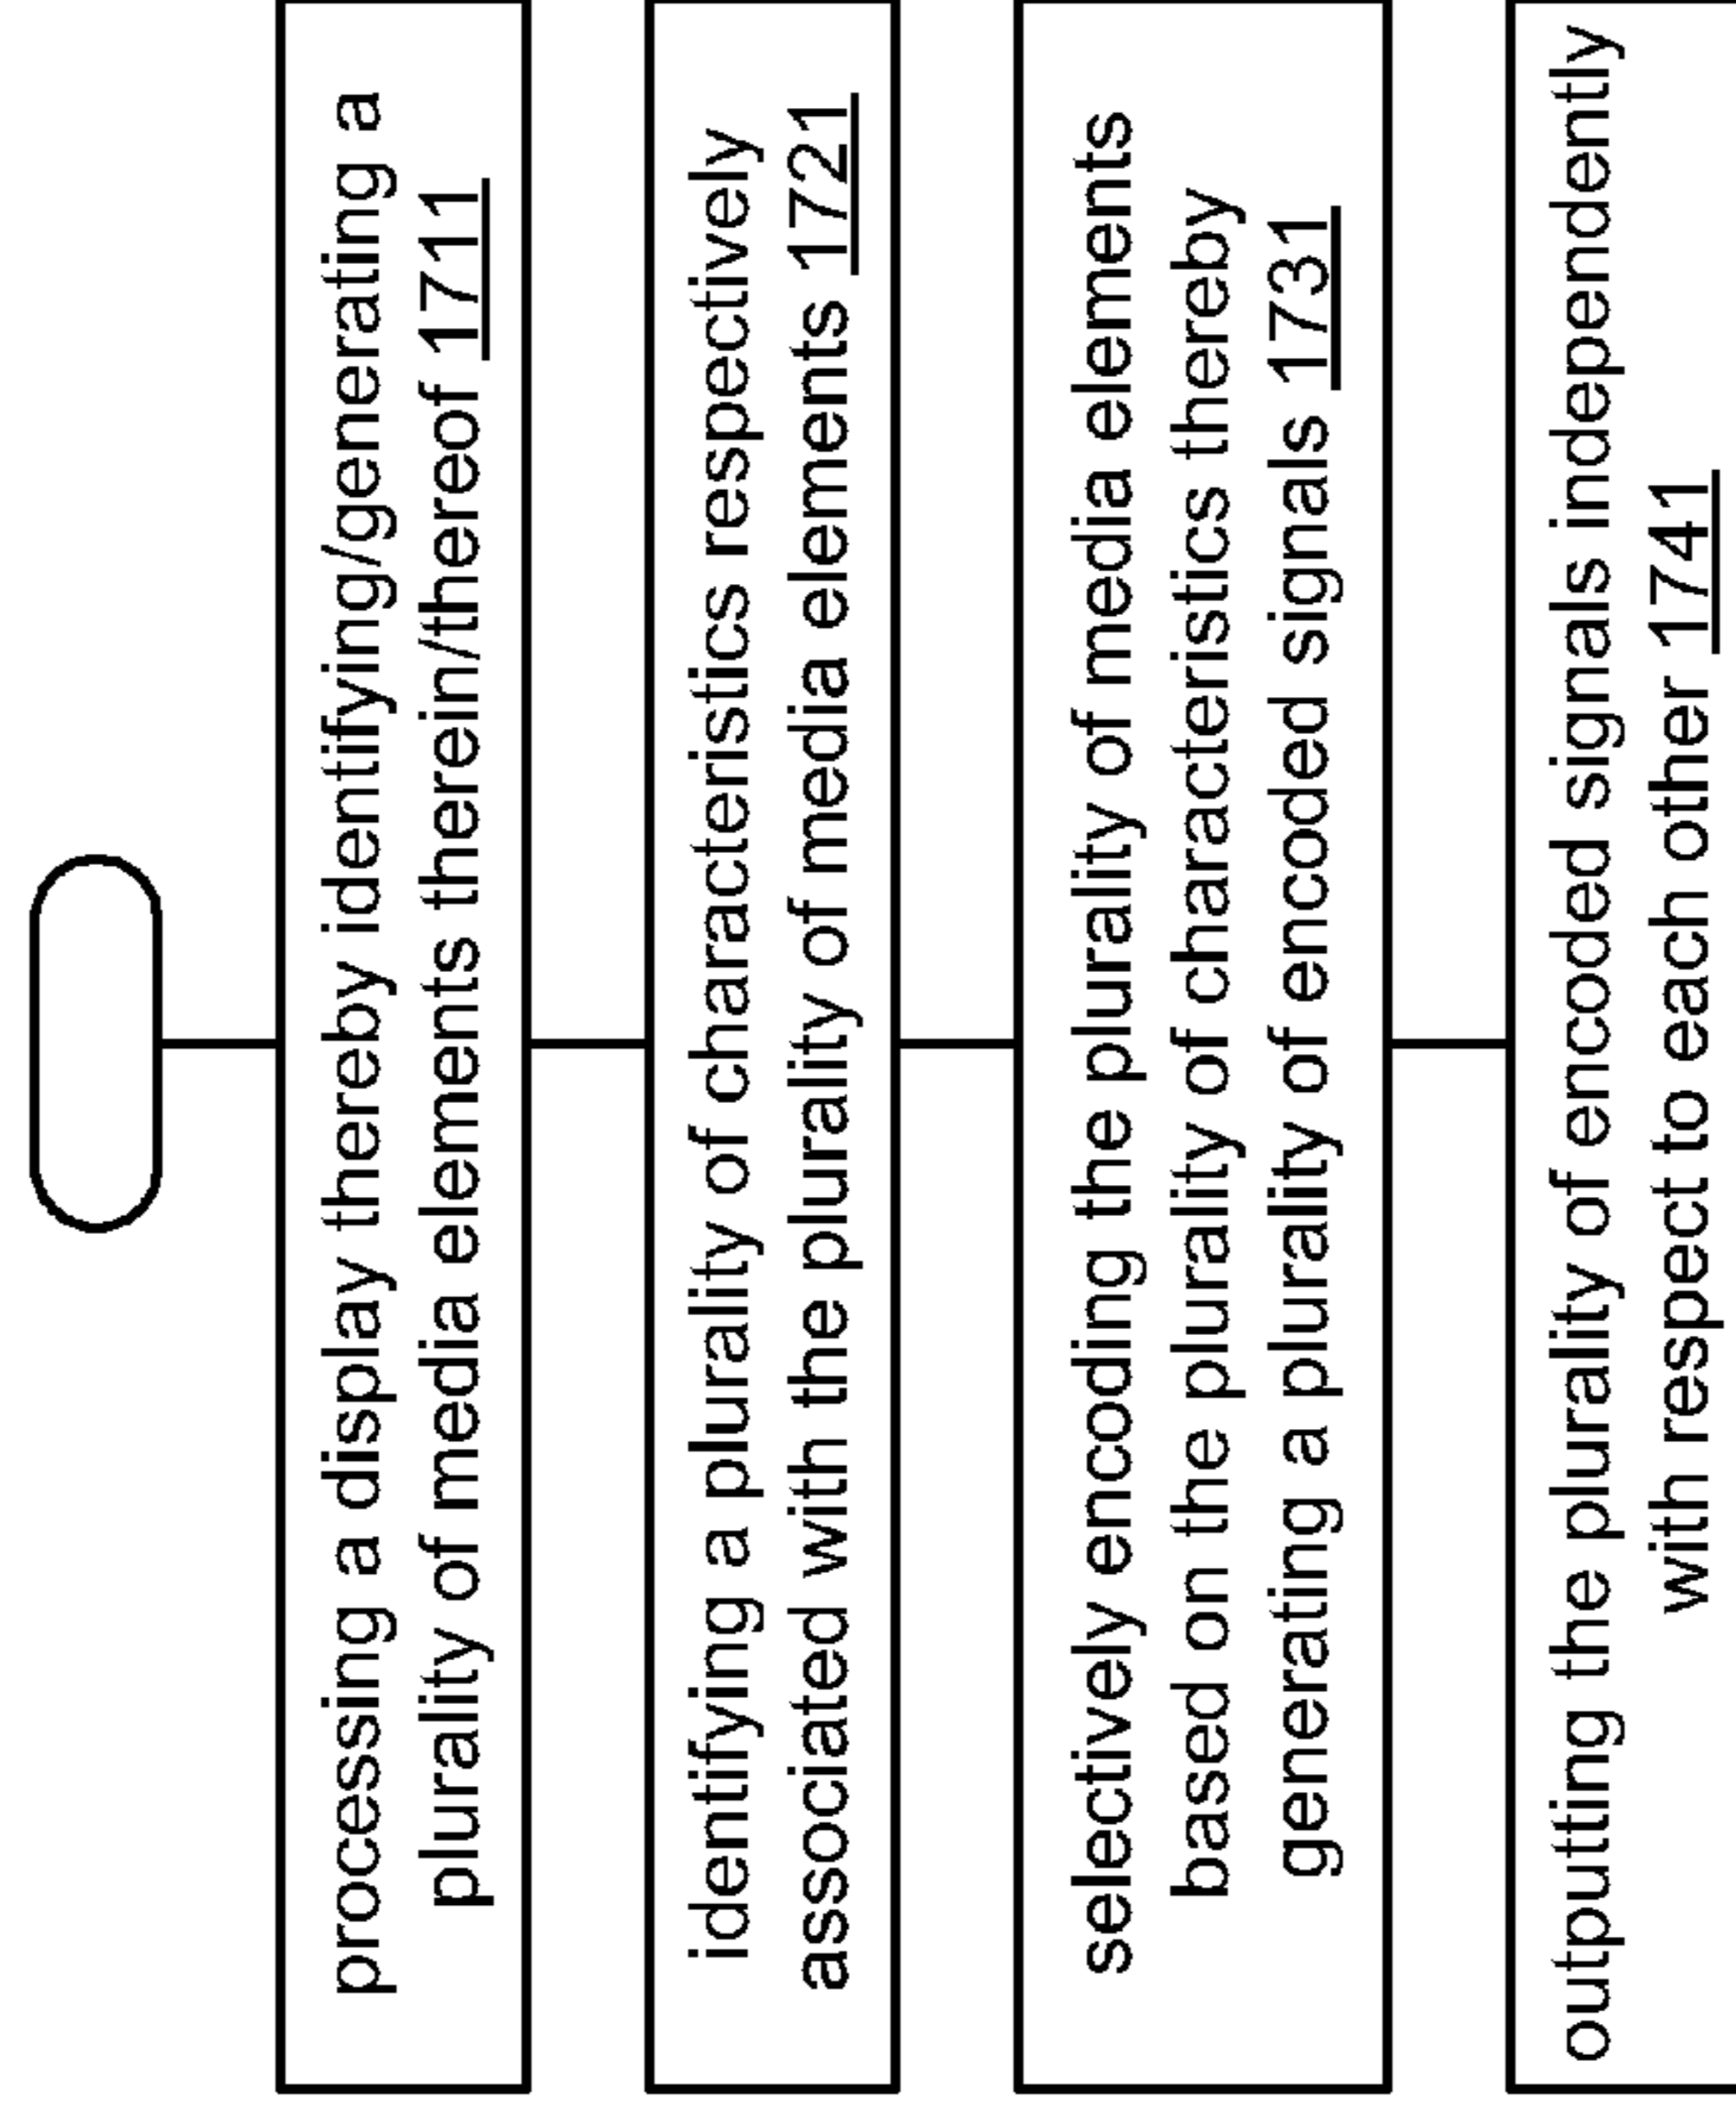 processing a display thereby identifying/generating a
plurality of media elements therein/thereof 1711
identifying a plurality of characteristics respectively
associated with the plurality of media elements 1721
selectively encoding the plurality of media elements
based on the plurality of characteristics thereby
generating a plurality of encoded signals 1731
outputting the plurality of encoded signals independently
with respect to each other 1741